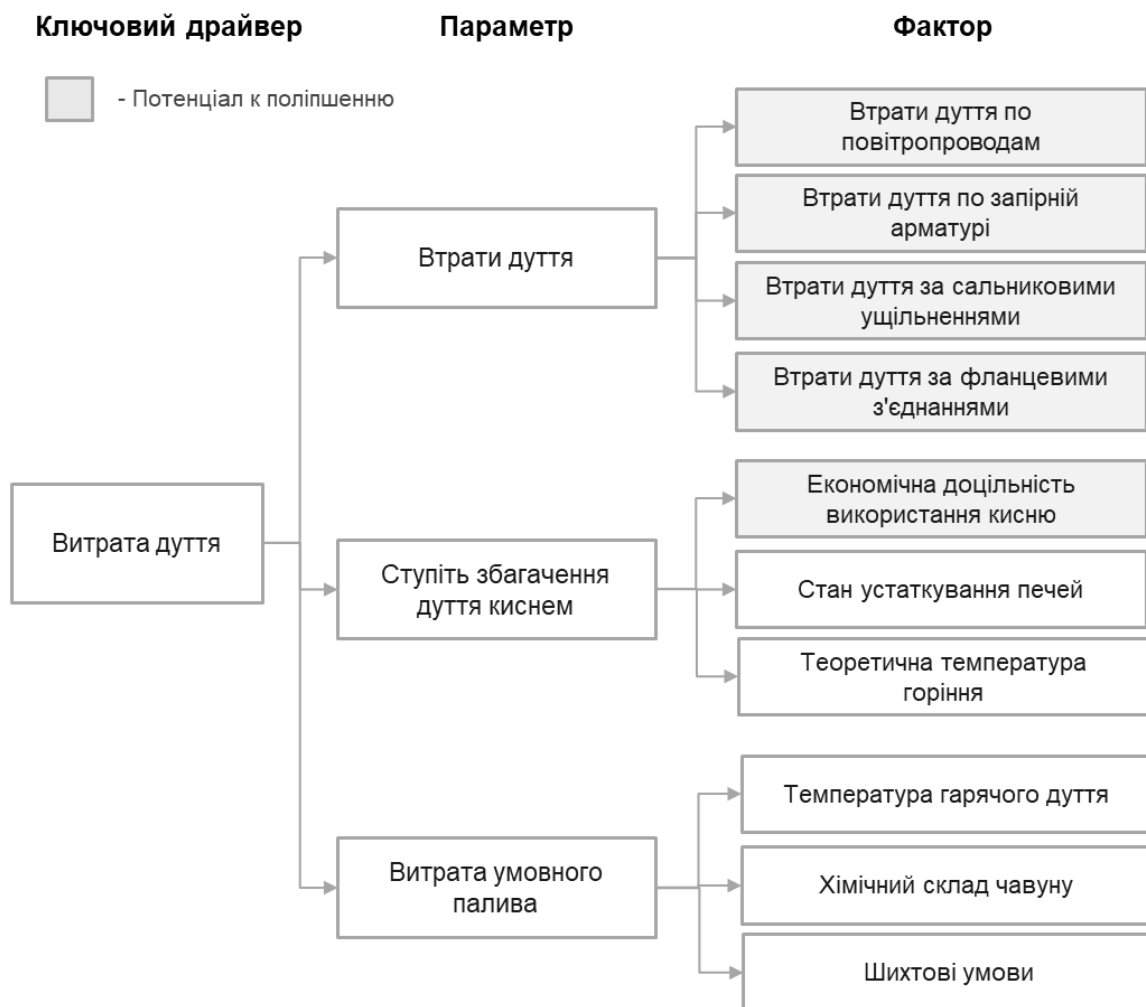 Ключовий драйвер
Параметр
Фактор
- Потенціал к поліпшенню
Втрати дуття по
повітропроводам
Втрати дуття по запірній
арматурі
Втрати дуття
Втрати дуття за сальниковими
ущільненнями
Втрати дуття за фланцевими
з'єднаннями
Витрата дуття
Економічна доцільність
використання кисню
Ступіть збагачення
дуття киснем
Стан устаткування печей
Теоретична температура
горіння
Температура гарячого дуття
Витрата умовного
палива
Хімічний склад чавуну
Шихтові умови